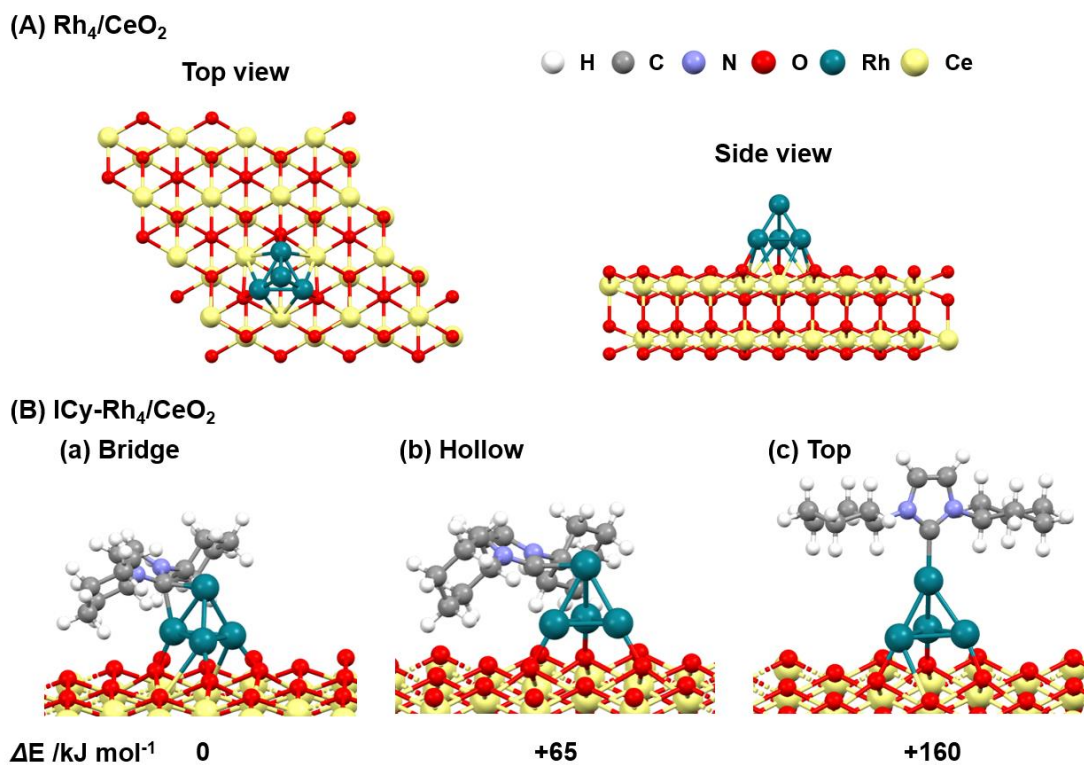 (A) Rh₄/CeO₂
H C N O Rh Ce
Top view
Side view
(B) ICy-Rh₄/CeO₂
(a) Bridge (b) Hollow (c) Top
ΔE /kJ mol⁻¹ 0 +65 +160